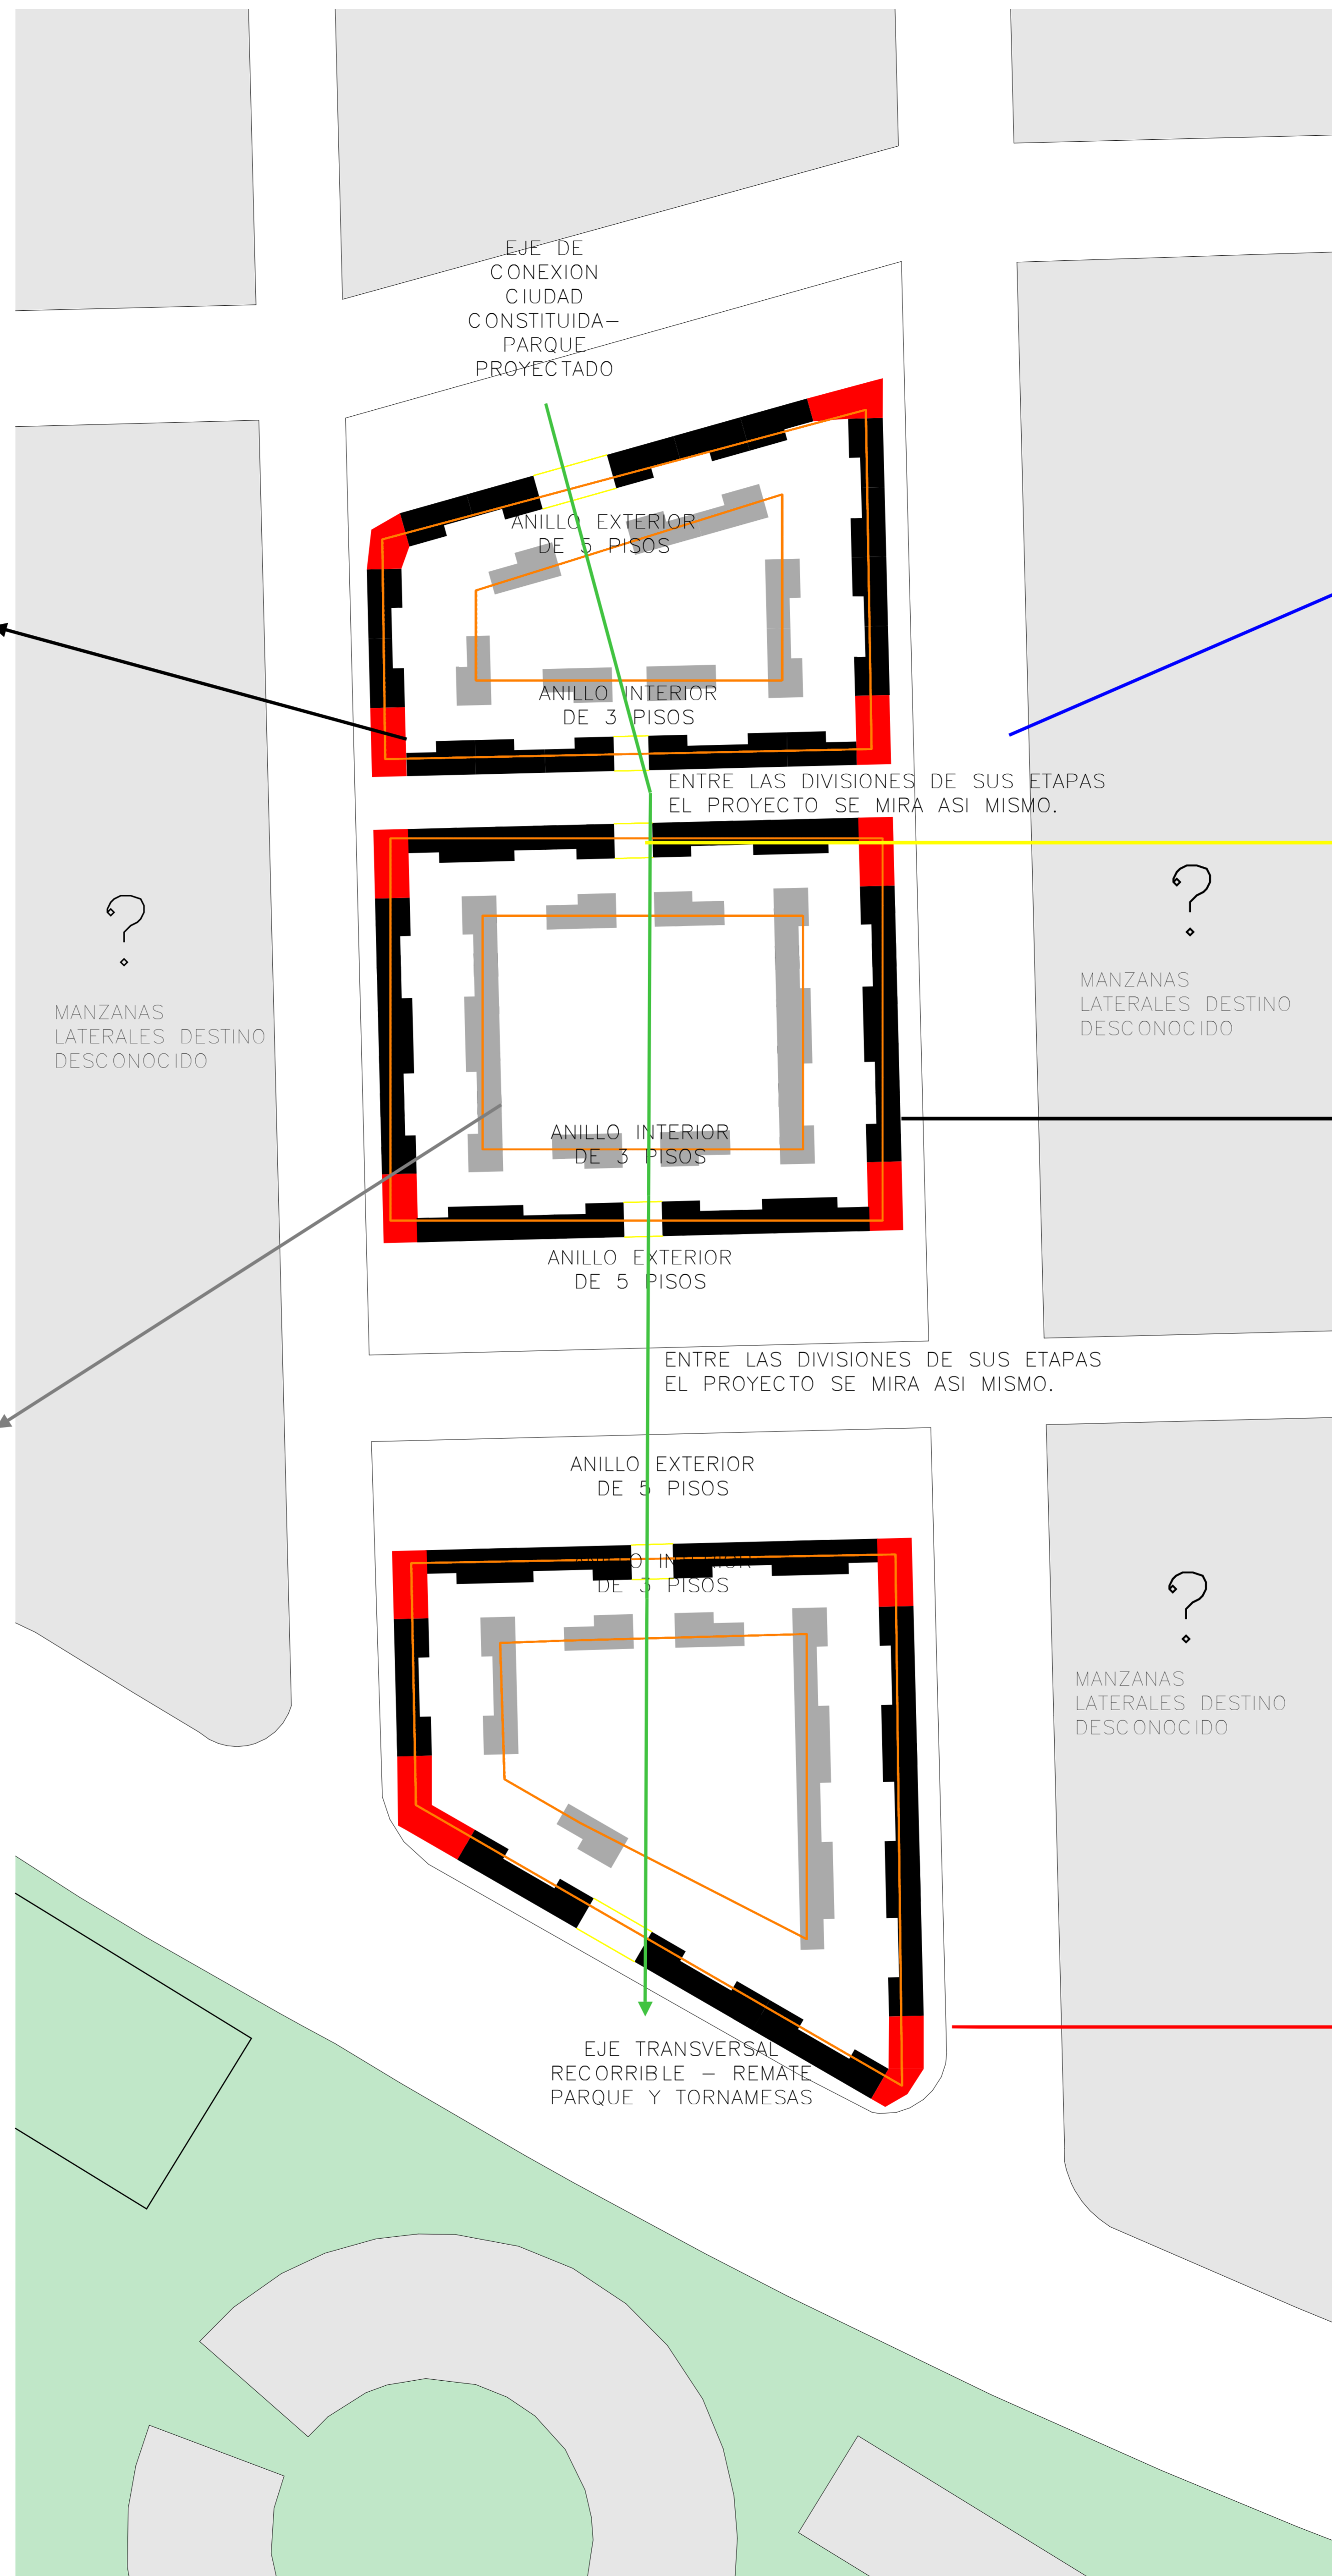 EJE DE
CONEXION
CIUDAD
CONSTITUIDA-
PARQUE
PROYECTADO
ANILLO EXTERIOR
DE 5 PISOS
ANILLO INTERIOR
DE 3 PISOS
ENTRE LAS DIVISIONES DE SUS ETAPAS
EL PROYECTO SE MIRA ASI MISMO.
?
MANZANAS
LATERALES DESTINO
DESCONOCIDO
?
MANZANAS
LATERALES DESTINO
DESCONOCIDO
ANILLO INTERIOR
DE 3 PISOS
ANILLO EXTERIOR
DE 5 PISOS
ENTRE LAS DIVISIONES DE SUS ETAPAS
EL PROYECTO SE MIRA ASI MISMO.
ANILLO EXTERIOR
DE 5 PISOS
ANILLO INTERIOR
DE 3 PISOS
?
MANZANAS
LATERALES DESTINO
DESCONOCIDO
EJE TRANSVERSAL
RECORRIBLE - REMATE
PARQUE Y TORNAMESAS